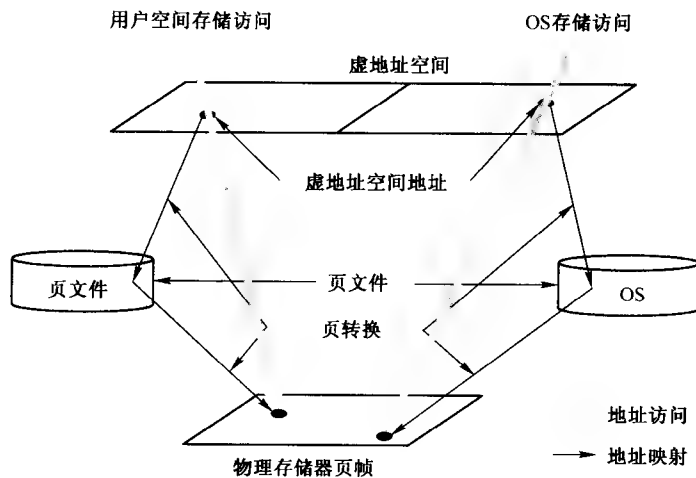 用户空间存储访问
OS存储访问
虚地址空间
虚地址空间地址
页文件
页文件
OS
页转换
地址访问
地址映射
物理存储器页帧